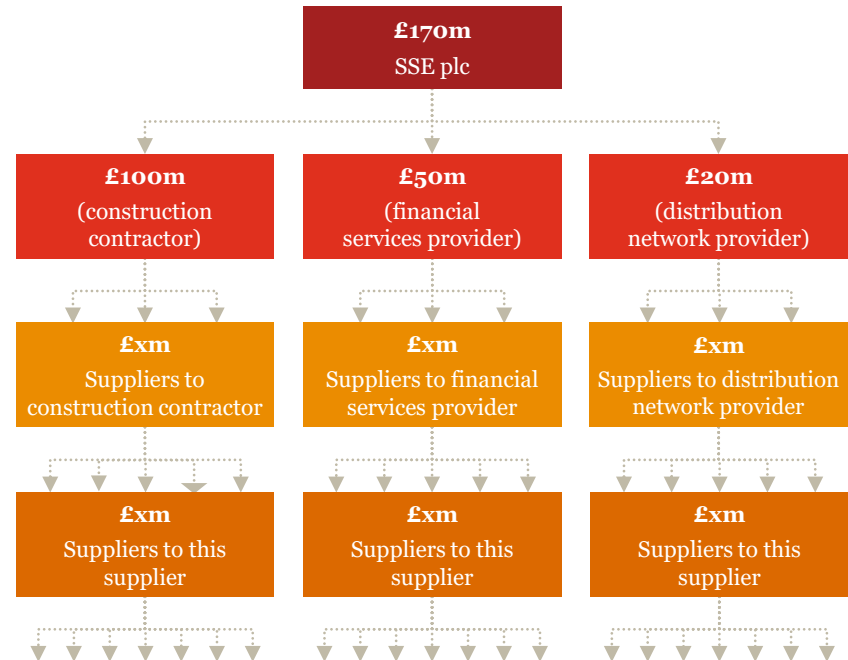 £170m
SSE plc
£100m
(construction
contractor)
£50m
(financial
services provider)
£20m
(distribution
network provider)
£xm
Suppliers to
construction contractor
£xm
Suppliers to financial
services provider
£xm
Suppliers to distribution
network provider
£xm
Suppliers to this
supplier
£xm
Suppliers to this
supplier
£xm
Suppliers to this
supplier